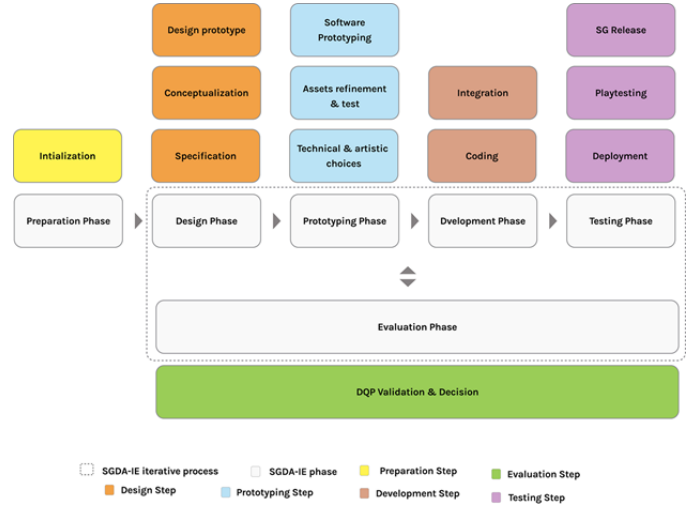 Design prototype
Software
Prototyping
SG Release
Conceptualization
Assets refinement
& test
Integration
Playtesting
Intialization
Specification
Technical & artistic
choices
Coding
Deployment
Preparation Phase
Design Phase
Prototyping Phase
Dvelopment Phase
Testing Phase
Evaluation Phase
DQP Validation & Decision
SGDA-IE iterative process
SGDA-IE phase
Preparation Step
Evaluation Step
Design Step
Prototyping Step
Development Step
Testing Step